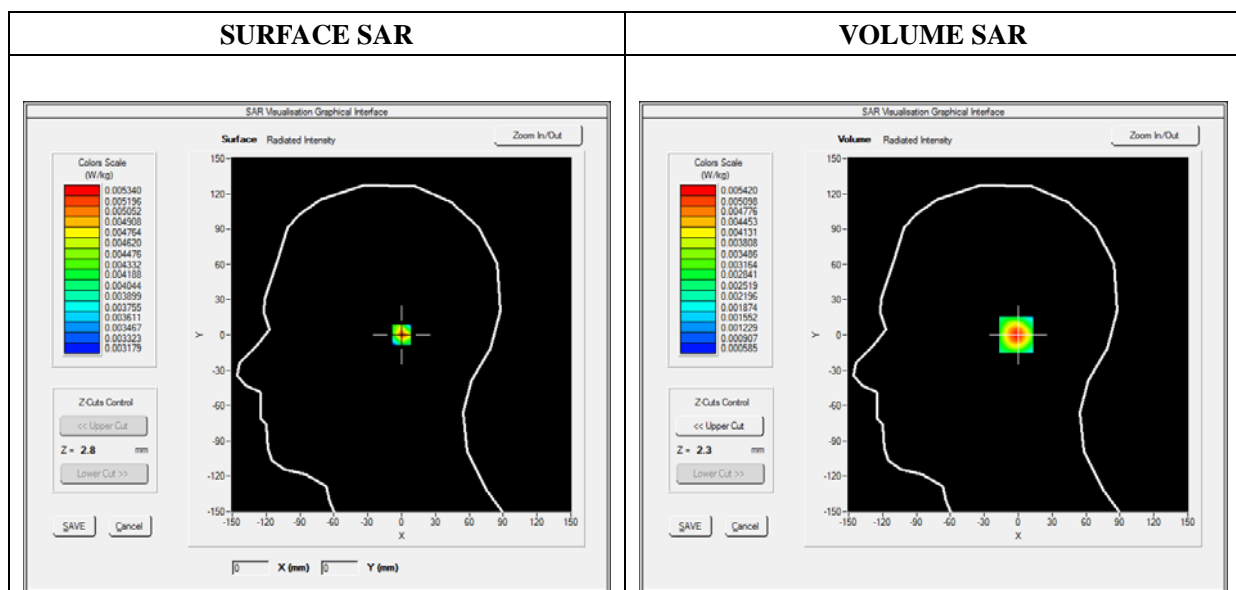 SURFACE SAR
VOLUME SAR
SAR Visualisation Graphical Interface
Surface Radiated Intensity
Zoom In/Out
Colors Scale
(W/kg)
0.005340
0.005196
0.005052
0.004908
0.004764
0.004620
0.004476
0.004332
0.004188
0.004044
0.003899
0.003755
0.003611
0.003467
0.003323
0.003179
Z-Cuts Control
<< Upper Cut
Z = 2.8 mm
Lower Cut >>
SAVE Cancel
150
120
90
60
30
0
-30
-60
-90
-120
-150
Y
-150 -120 -90 -60 -30 0 30 60 90 120 150
X
0 X (mm) 0 Y (mm)
SAR Visualisation Graphical Interface
Volume Radiated Intensity
Zoom In/Out
Colors Scale
(W/kg)
0.005420
0.005098
0.004776
0.004453
0.004131
0.003808
0.003486
0.003164
0.002841
0.002519
0.002196
0.001874
0.001552
0.001229
0.000907
0.000585
Z-Cuts Control
<< Upper Cut
Z = 2.3 mm
Lower Cut >>
SAVE Cancel
150
120
90
60
30
0
-30
-60
-90
-120
-150
Y
-150 -120 -90 -60 -30 0 30 60 90 120 150
X